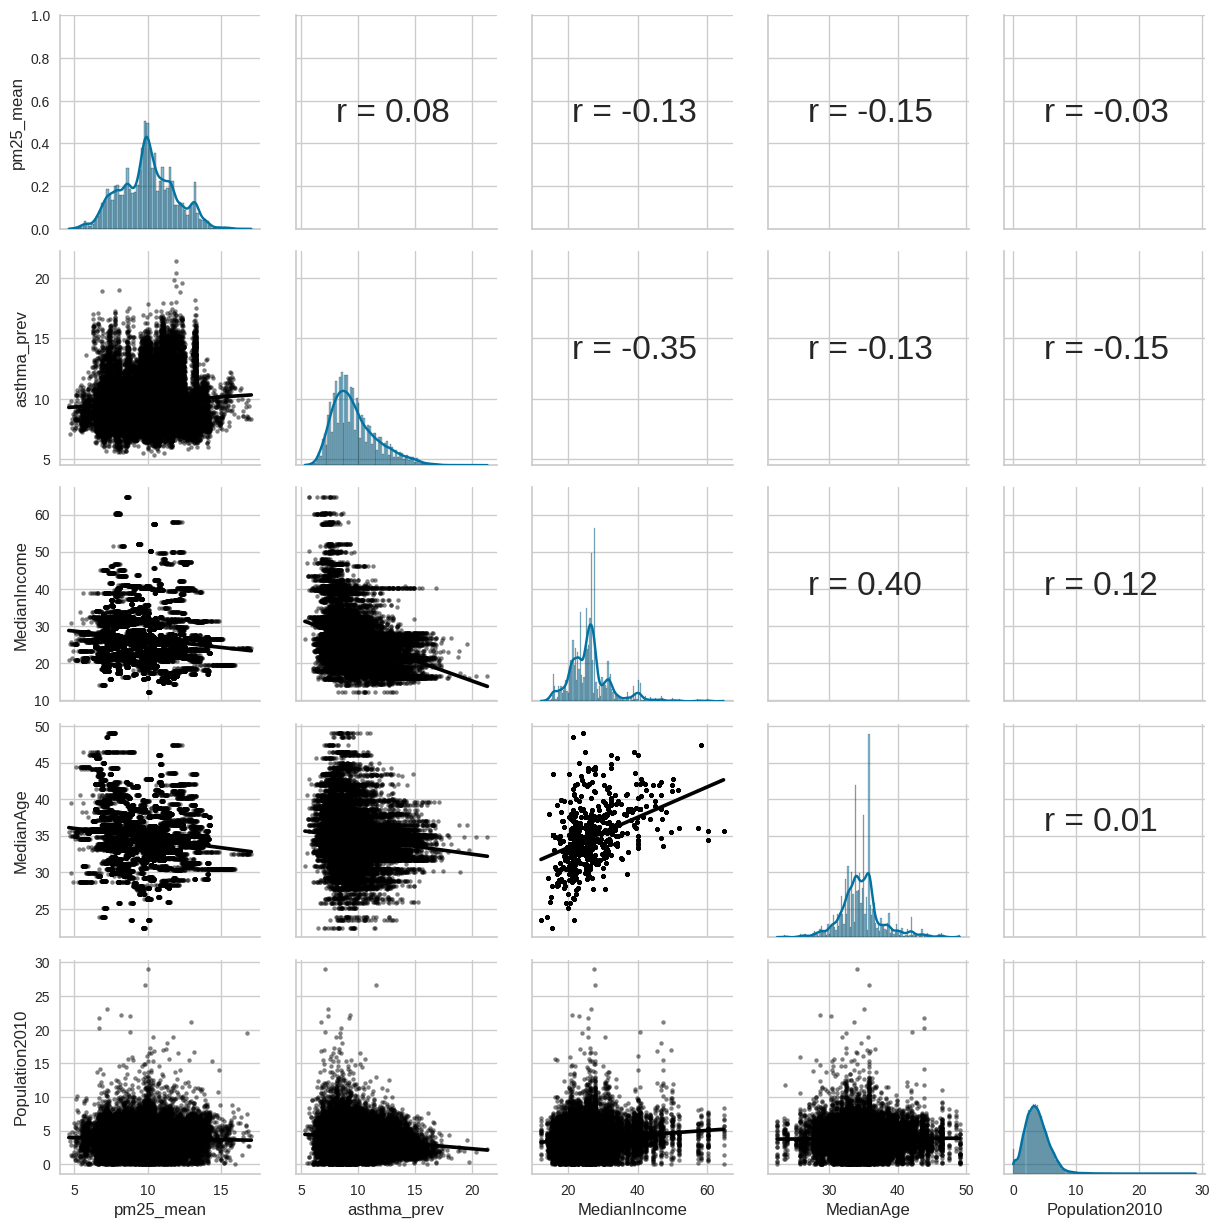 1.0
0.8
0.6
0.4
0.2
0.0
pm25_mean
r = 0.08
r = -0.13
r = -0.15
r = -0.03
20
15
10
5
asthma_prev
r = -0.35
r = -0.13
r = -0.15
60
50
40
30
20
10
MedianIncome
r = 0.40
r = 0.12
50
45
40
35
30
25
MedianAge
r = 0.01
30
25
20
15
10
5
0
Population2010
5 10 15
5 10 15 20
20 40 60
30 40 50
0 10 20 30
pm25_mean
asthma_prev
MedianIncome
MedianAge
Population2010